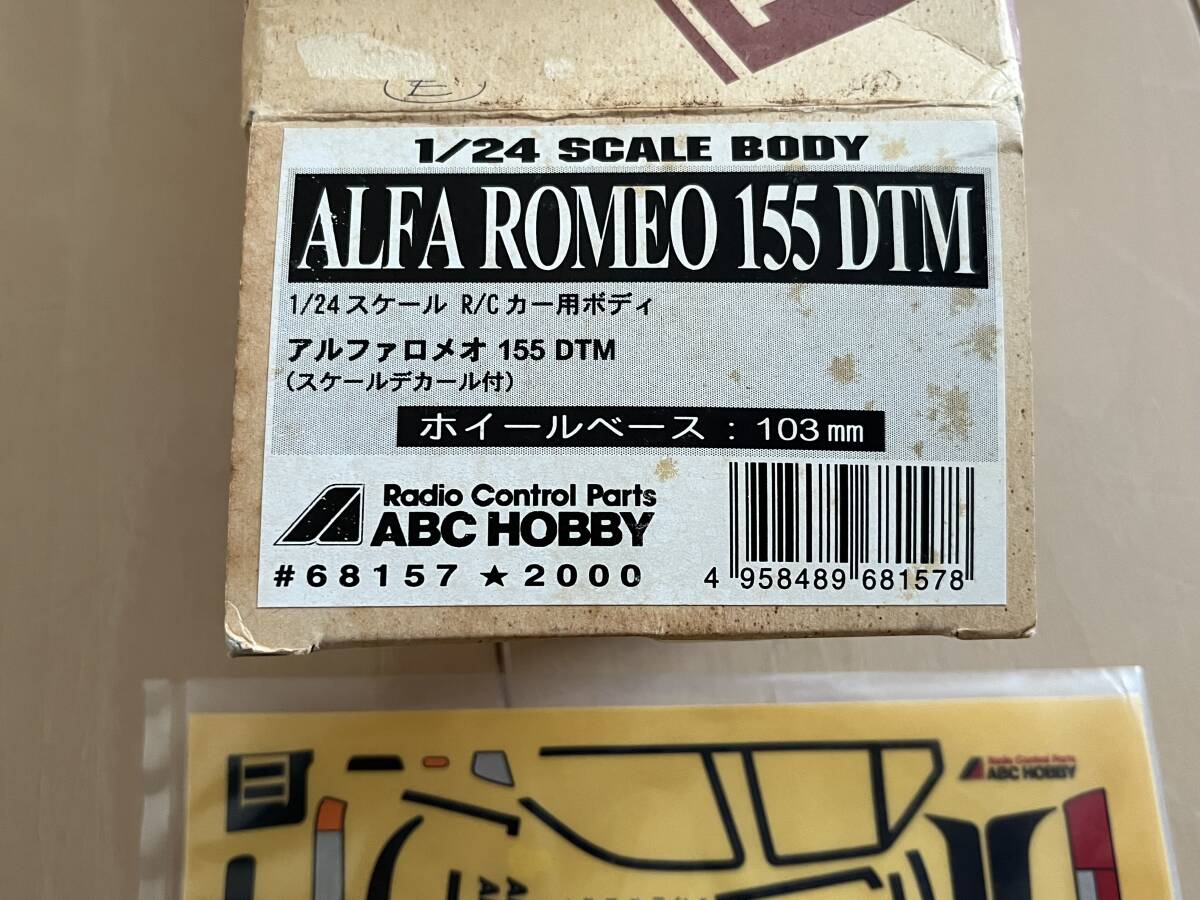 E
1/24 SCALE BODY
ALFA ROMEO 155 DTM
1/24スケール R/Cカー用ボディ
アルファロメオ 155 DTM
(スケールデカール付)
ホイールベース : 103 mm
Radio Control Parts
ABC HOBBY
#68157 ★ 2000
4 958489 681578
Radio Control Parts
ABC HOBBY